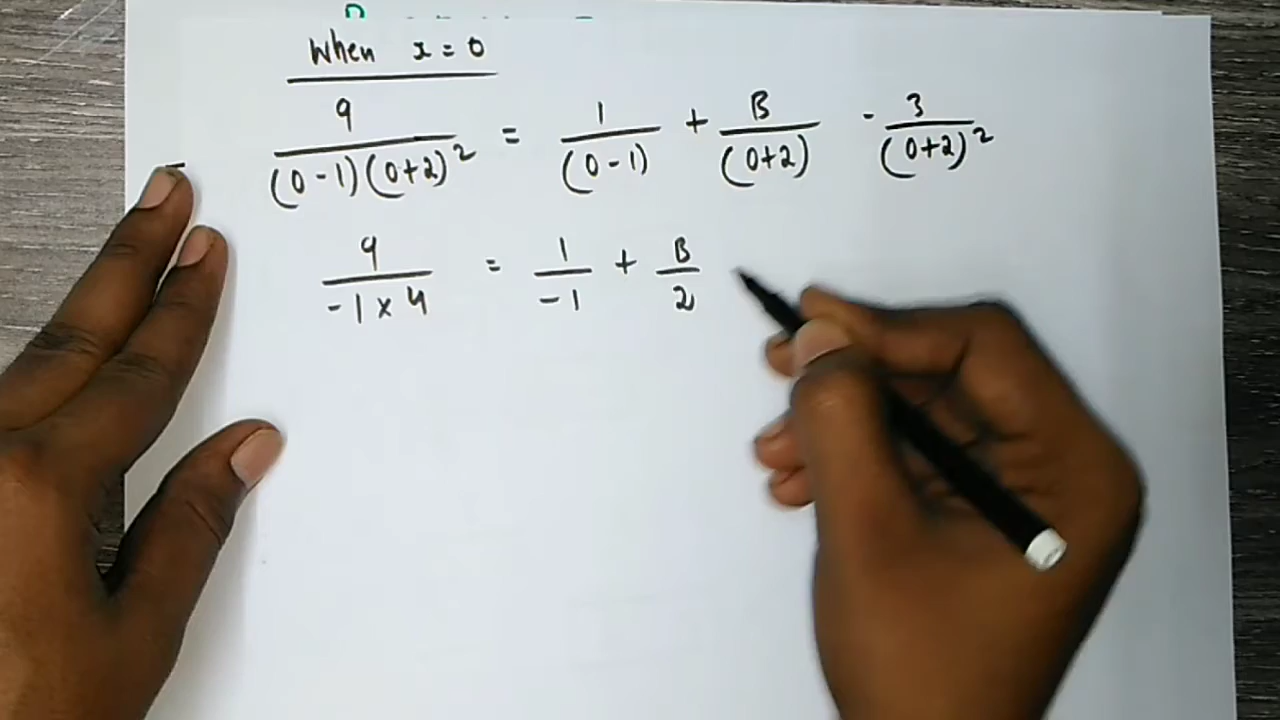 When x = 0
9/((0-1)(0+2)²) = 1/(0-1) + B/(0+2) - 3/(0+2)²
9/(-1 × 4) = 1/-1 + B/2